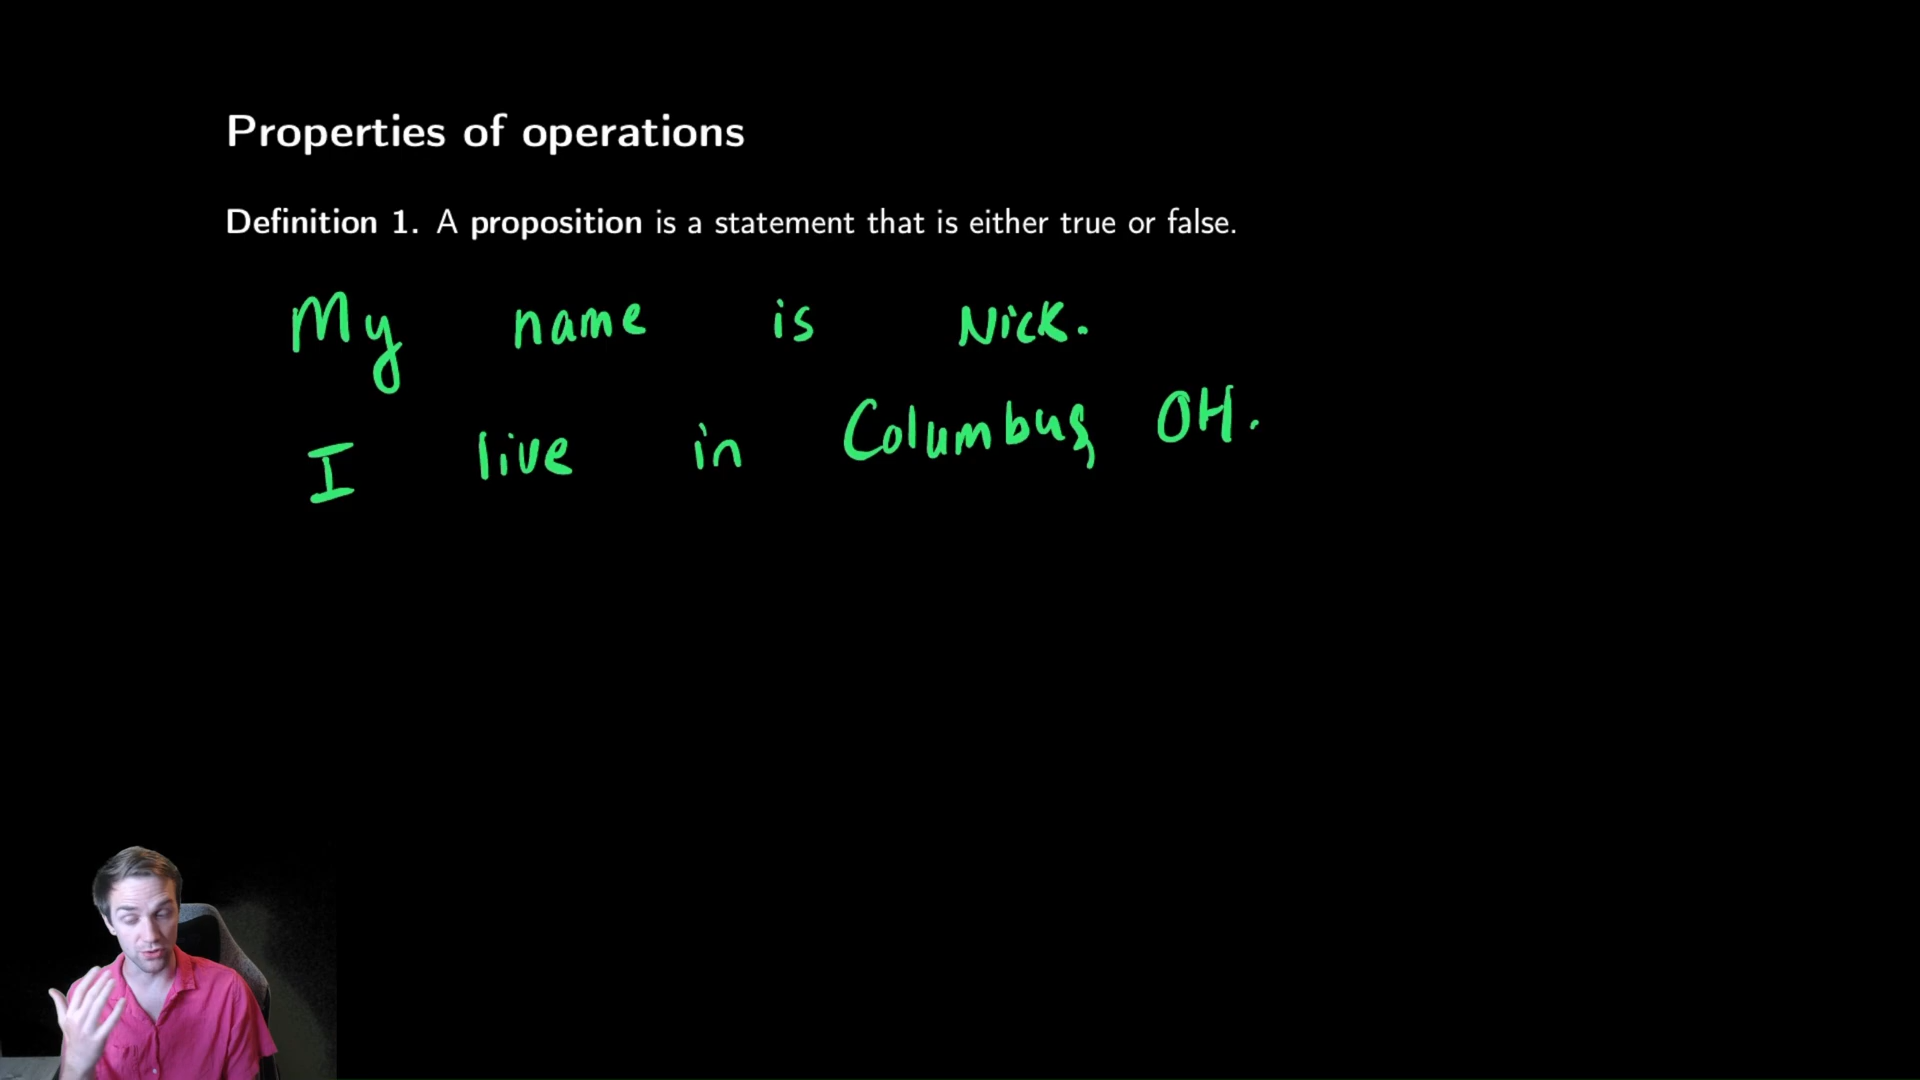 Properties of operations
Definition 1. A proposition is a statement that is either true or false.
My name is Nick.
I live in Columbus, OH.